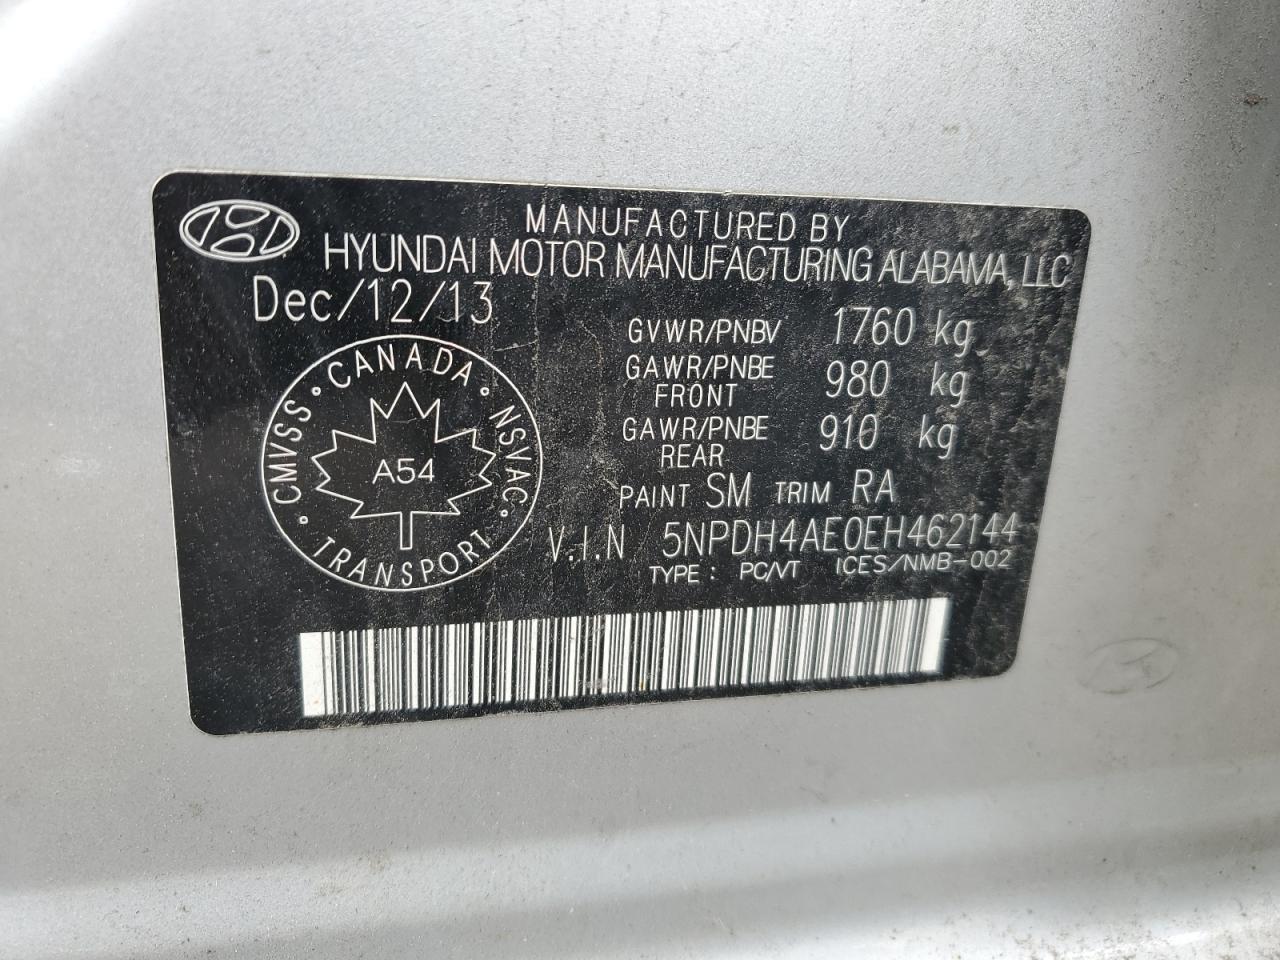 MANUFACTURED BY
HYUNDAI MOTOR MANUFACTURING ALABAMA, LLC
Dec/12/13
GVWR/PNBV 1760 kg
GAWR/PNBE FRONT 980 kg
GAWR/PNBE REAR 910 kg
PAINT SM TRIM RA
V.I.N 5NPDH4AE0EH462144
TYPE : PC/VT ICES/NMB-002
CANADA
CMVSS
NSVAC
TRANSPORT
A54